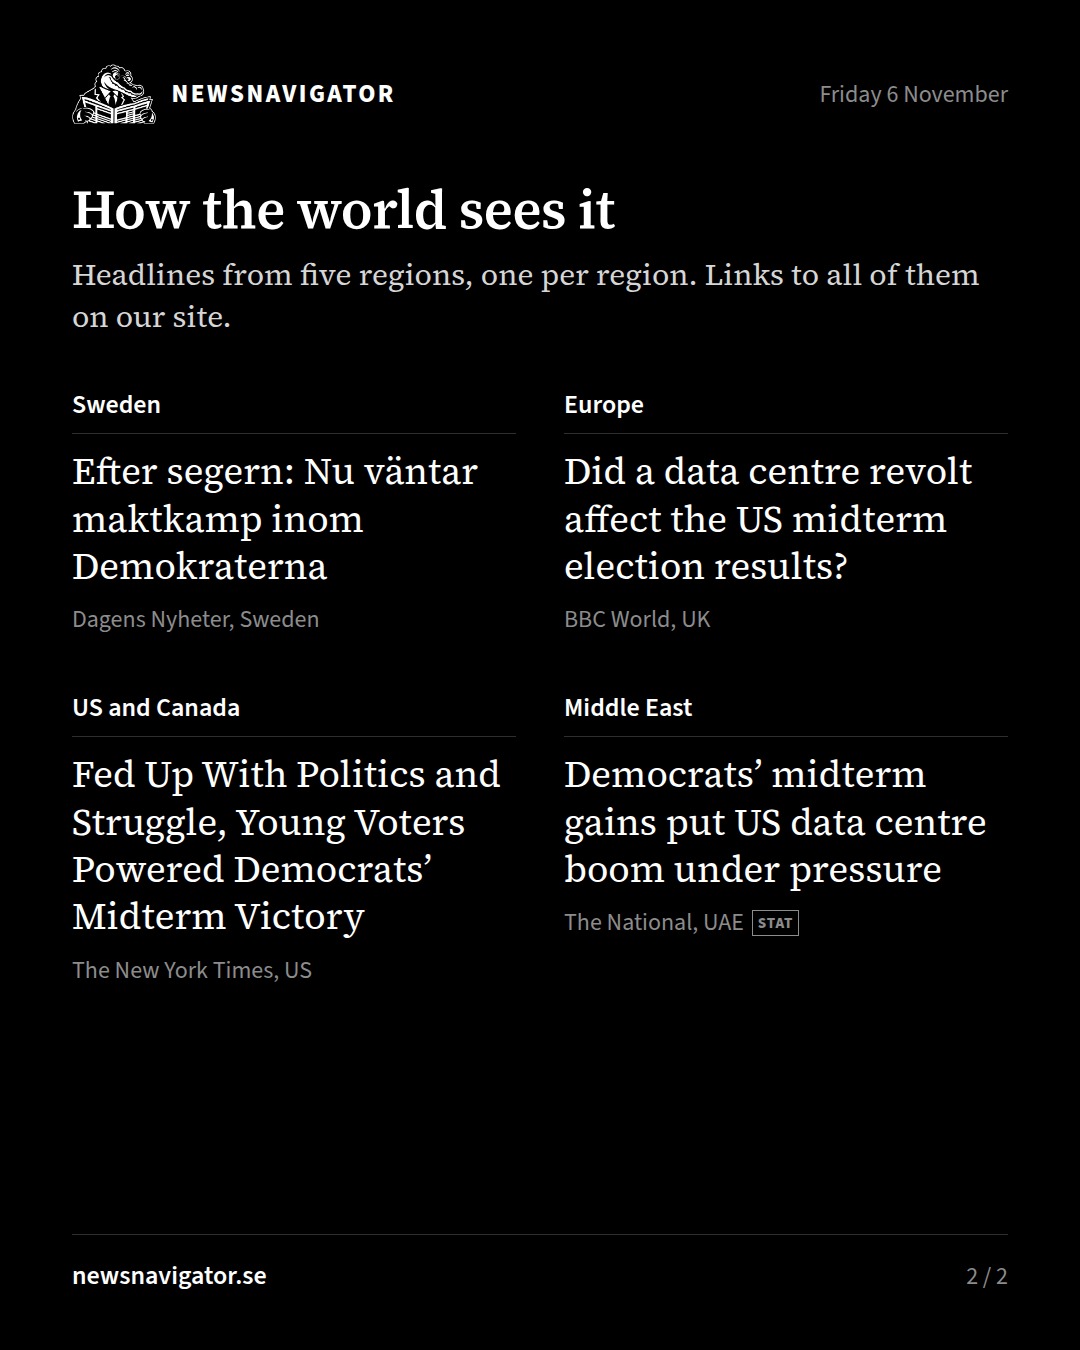 NEWSNAVIGATOR
Friday 6 November
How the world sees it
Headlines from five regions, one per region. Links to all of them
on our site.
Sweden
Efter segern: Nu väntar
maktkamp inom
Demokraterna
Dagens Nyheter, Sweden
Europe
Did a data centre revolt
affect the US midterm
election results?
BBC World, UK
US and Canada
Fed Up With Politics and
Struggle, Young Voters
Powered Democrats’
Midterm Victory
The New York Times, US
Middle East
Democrats’ midterm
gains put US data centre
boom under pressure
The National, UAE STAT
newsnavigator.se
2 / 2